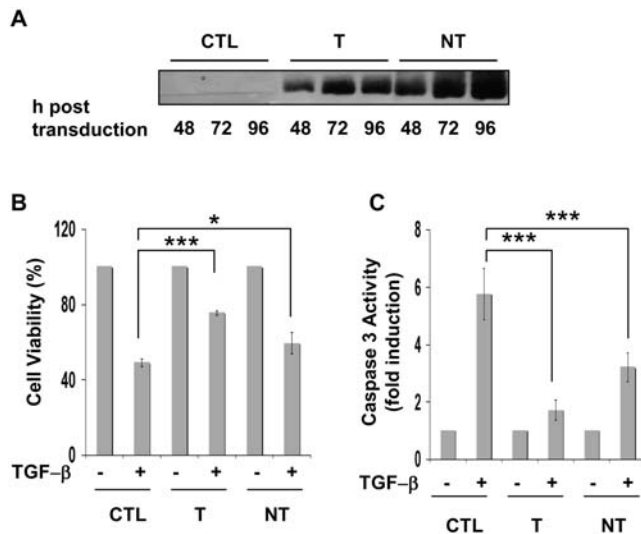 A
CTL T NT
h post
transduction
48 72 96 48 72 96 48 72 96
B
Cell Viability (%)
120
80
40
0
*
***
TGF–β - + - + - +
CTL T NT
C
Caspase 3 Activity
(fold induction)
8
6
4
2
0
***
***
TGF–β - + - + - +
CTL T NT